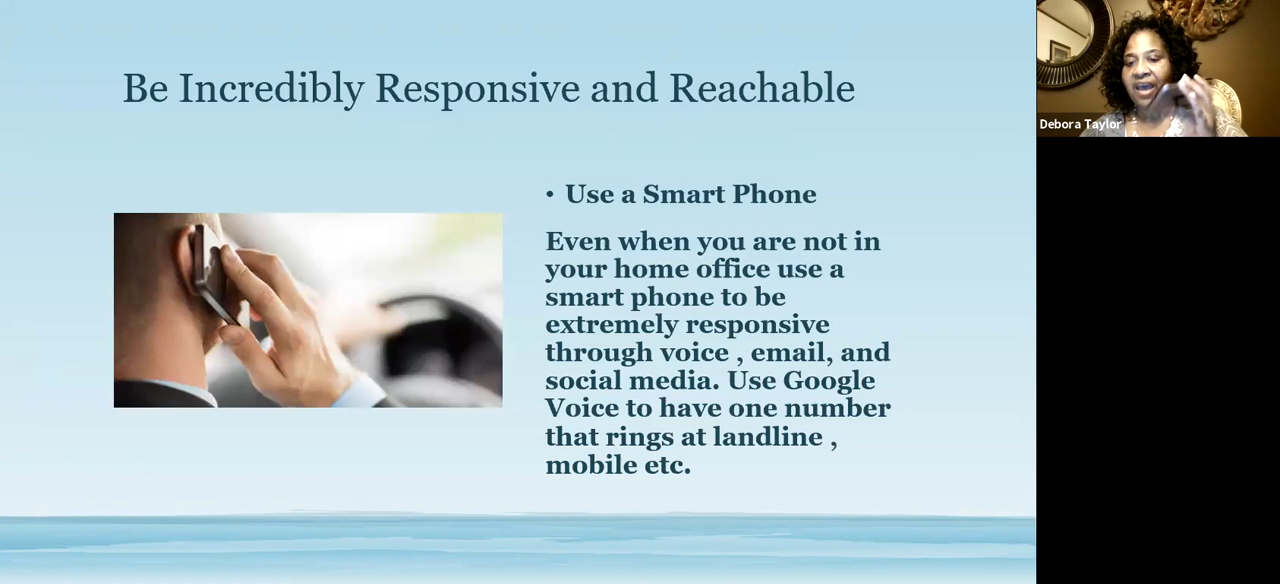 Be Incredibly Responsive and Reachable
• Use a Smart Phone
Even when you are not in
your home office use a
smart phone to be
extremely responsive
through voice , email, and
social media. Use Google
Voice to have one number
that rings at landline ,
mobile etc.
Debora Taylor